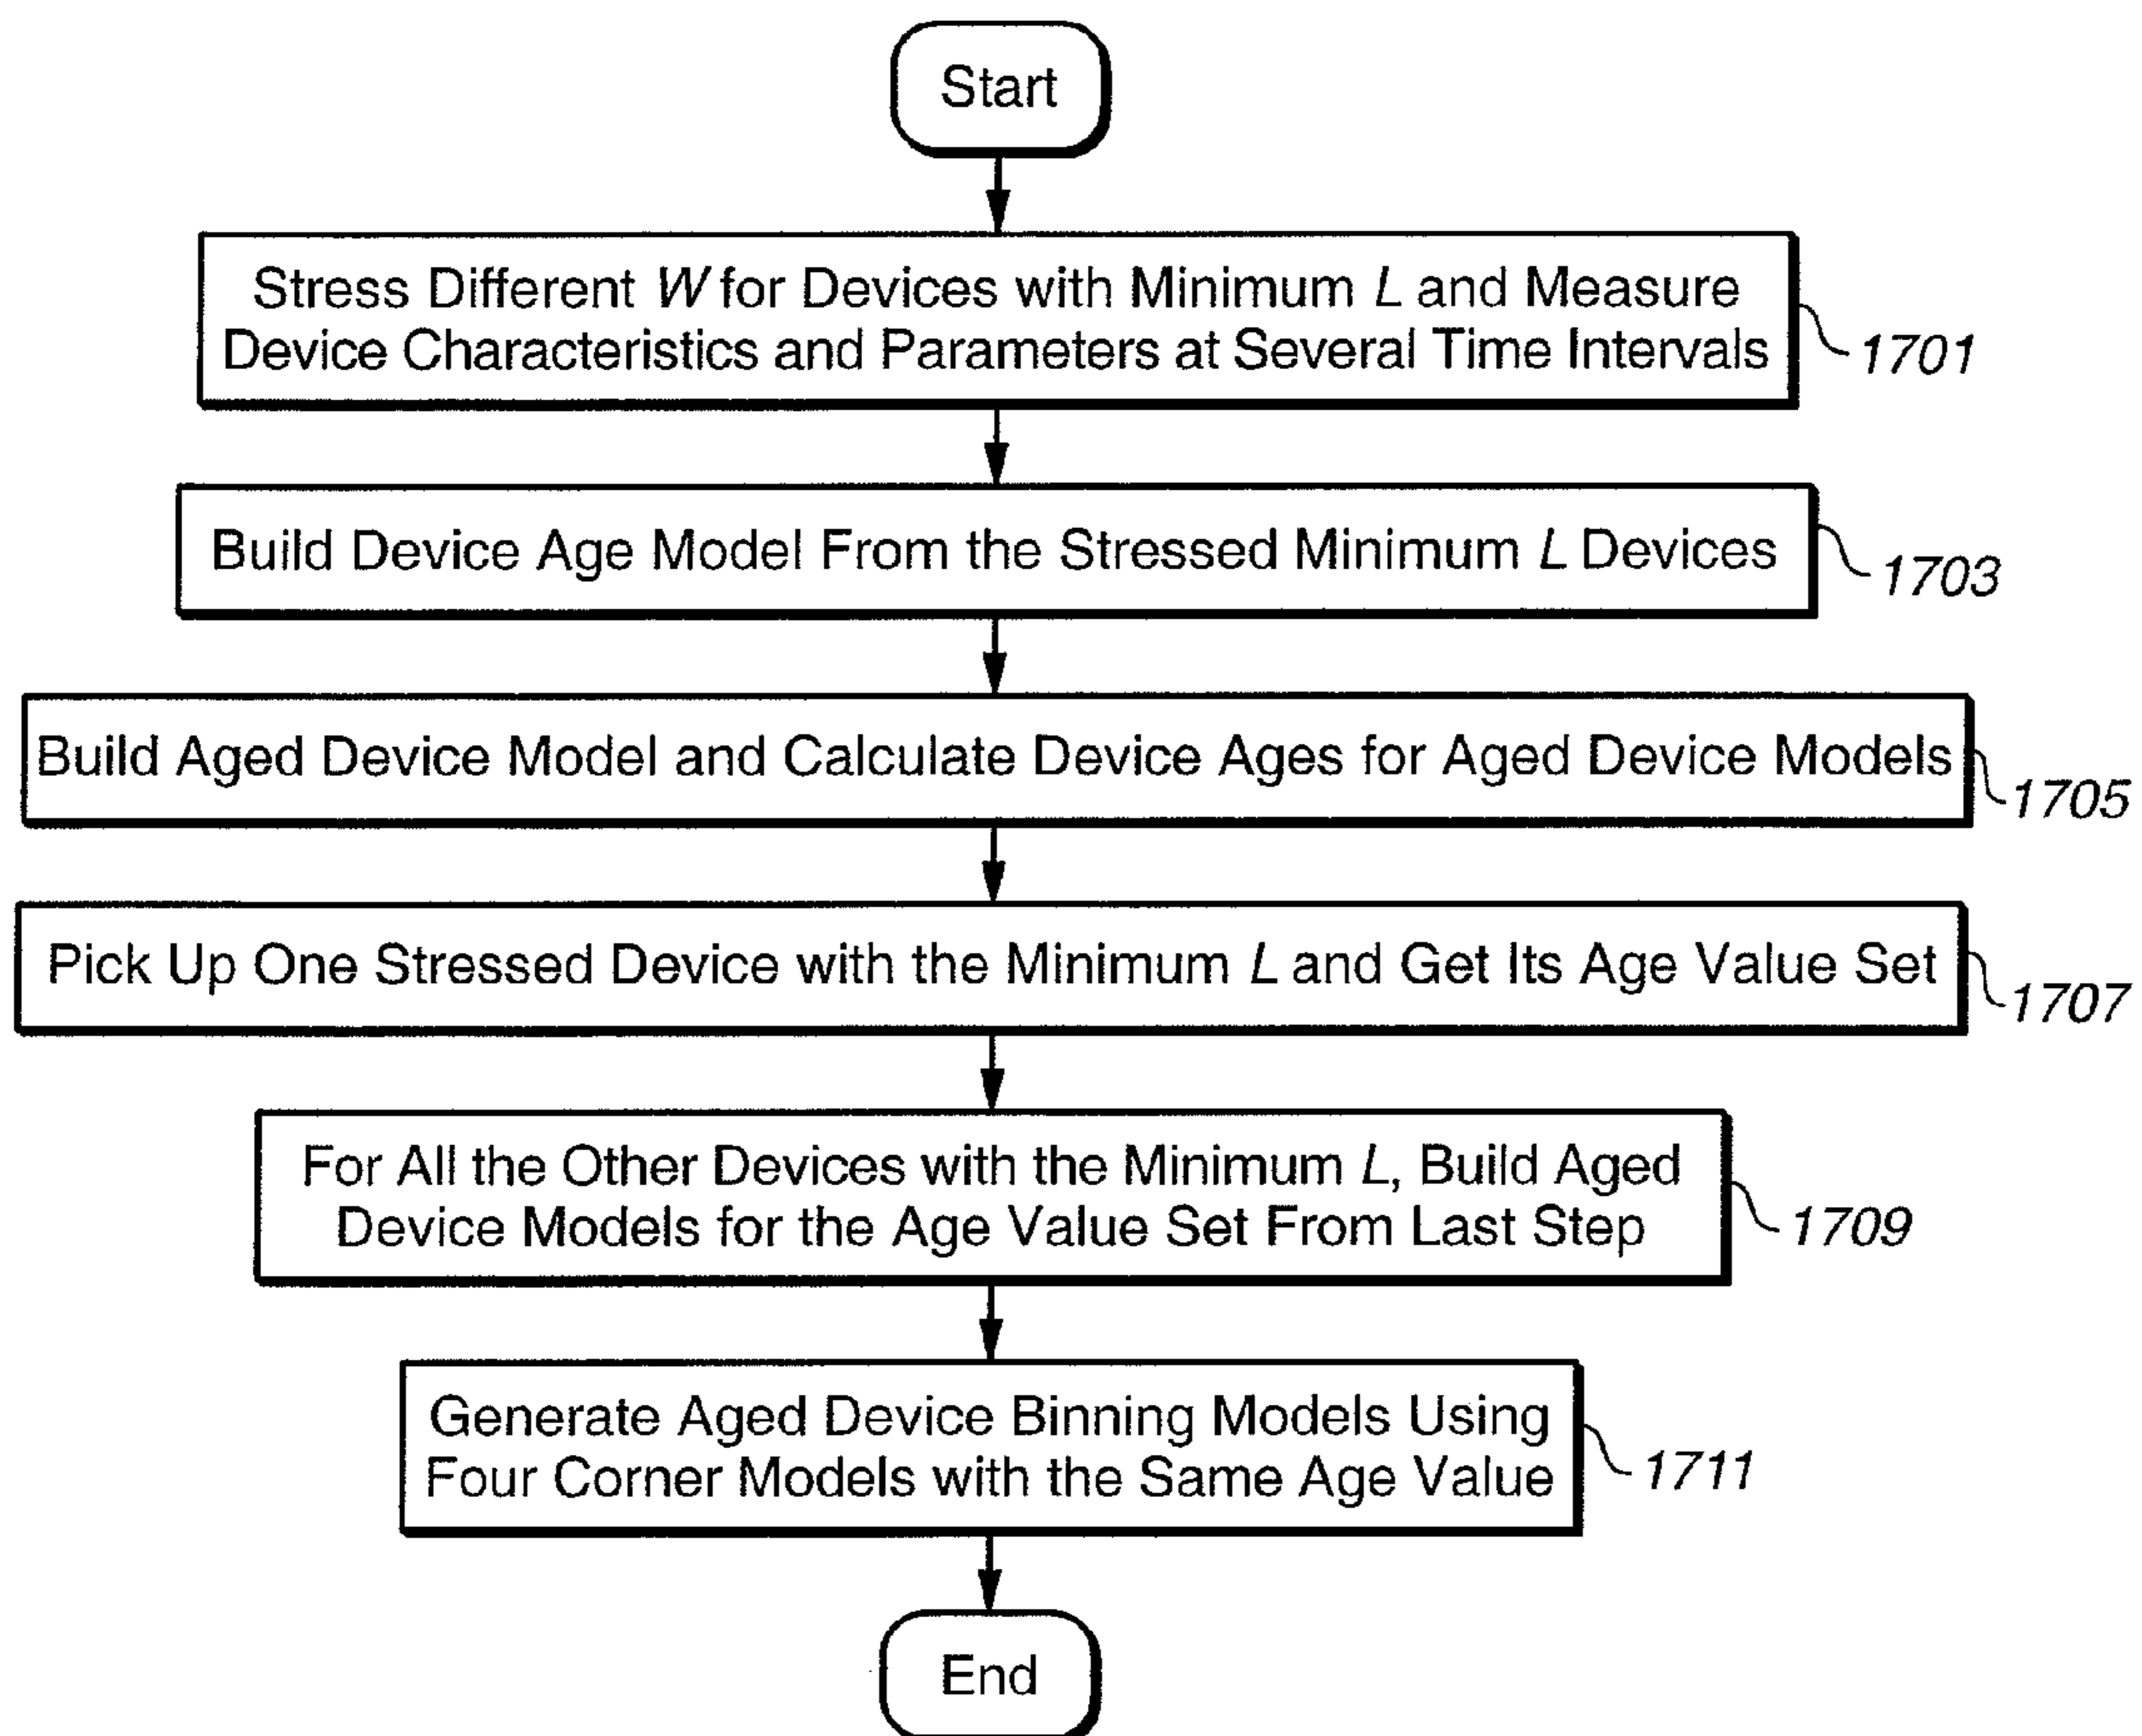 Start
Stress Different W for Devices with Minimum L and Measure
Device Characteristics and Parameters at Several Time Intervals
1701
Build Device Age Model From the Stressed Minimum L Devices
1703
Build Aged Device Model and Calculate Device Ages for Aged Device Models
1705
Pick Up One Stressed Device with the Minimum L and Get Its Age Value Set
1707
For All the Other Devices with the Minimum L, Build Aged
Device Models for the Age Value Set From Last Step
1709
Generate Aged Device Binning Models Using
Four Corner Models with the Same Age Value
1711
End